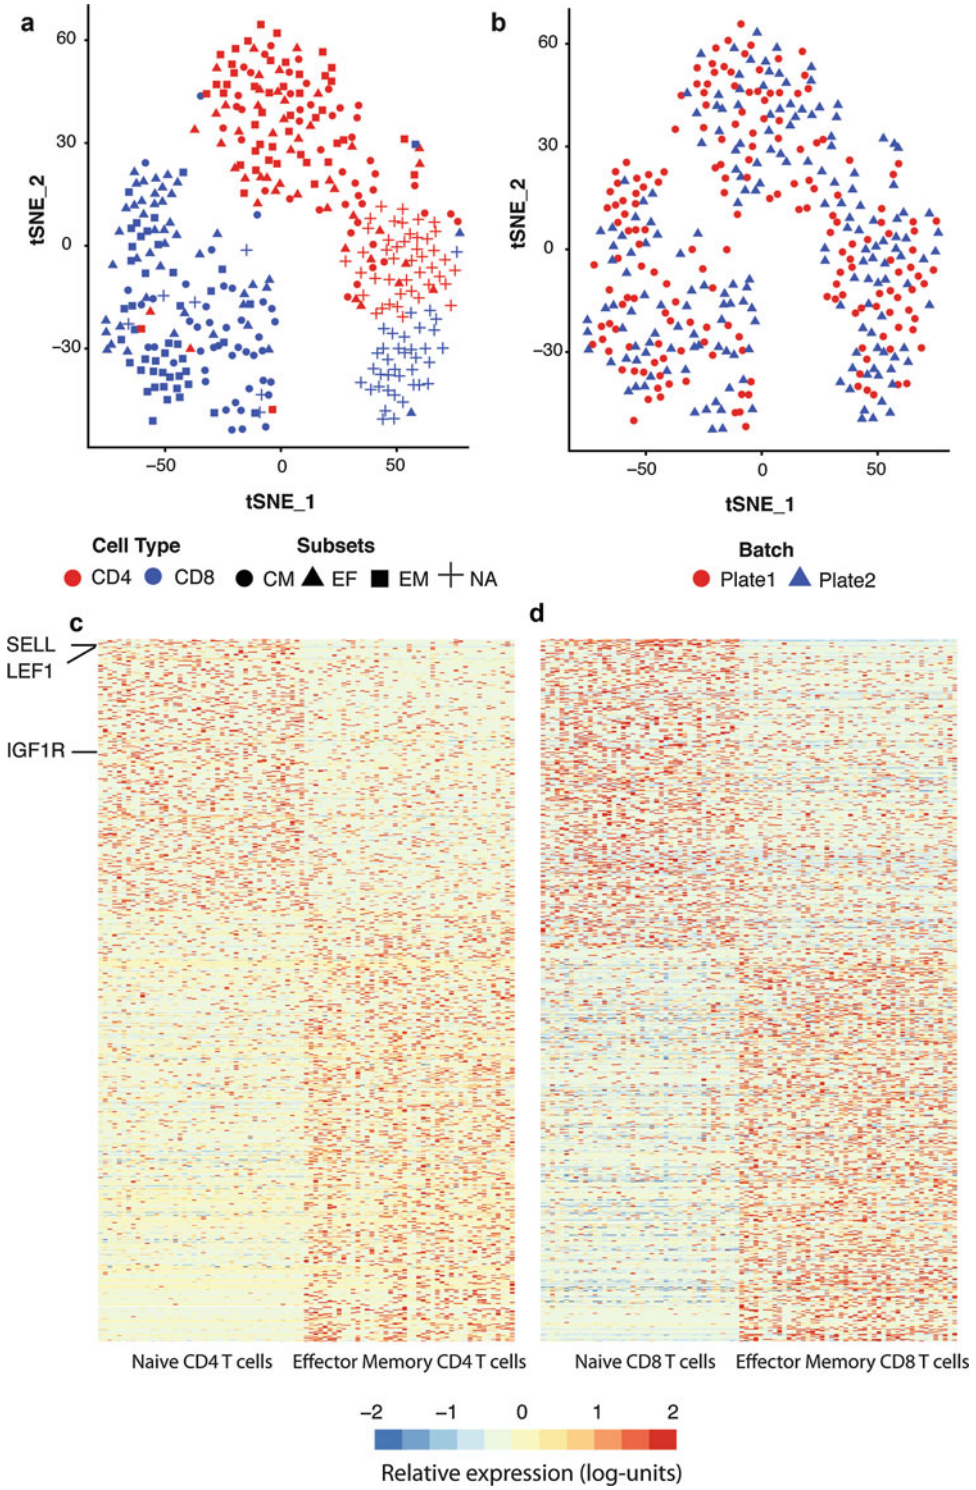 a
60
30
0
−30
tSNE_2
−50
0
50
tSNE_1
b
60
30
0
−30
tSNE_2
−50
0
50
tSNE_1
Cell Type
CD4 CD8
Subsets
CM EF EM NA
Batch
Plate1 Plate2
c
SELL
LEF1
IGF1R
Naive CD4 T cells Effector Memory CD4 T cells
d
Naive CD8 T cells Effector Memory CD8 T cells
−2 −1 0 1 2
Relative expression (log-units)